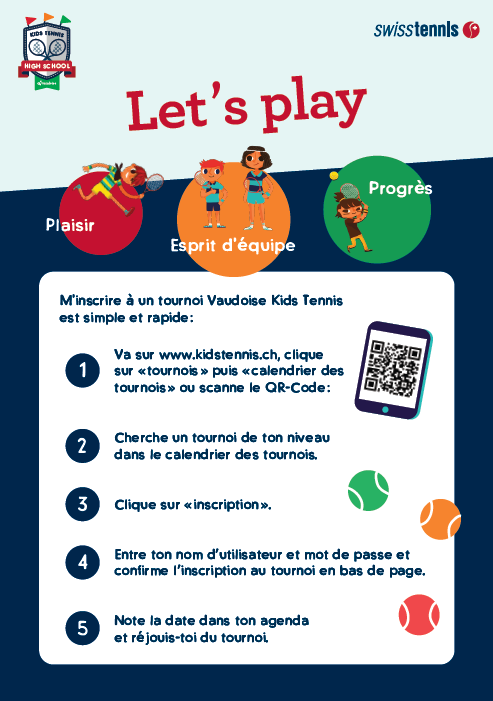 KIDS TENNIS
HIGH SCHOOL
swisstennis
Let's play
Plaisir
Esprit d'équipe
Progrès
M'inscrire à un tournoi Vaudoise Kids Tennis
est simple et rapide:
1
Va sur www.kidstennis.ch, clique
sur «tournois» puis «calendrier des
tournois» ou scanne le QR-Code:
2
Cherche un tournoi de ton niveau
dans le calendrier des tournois.
3
Clique sur «inscription».
4
Entre ton nom d'utilisateur et mot de passe et
confirme l'inscription au tournoi en bas de page.
5
Note la date dans ton agenda
et réjouis-toi du tournoi.